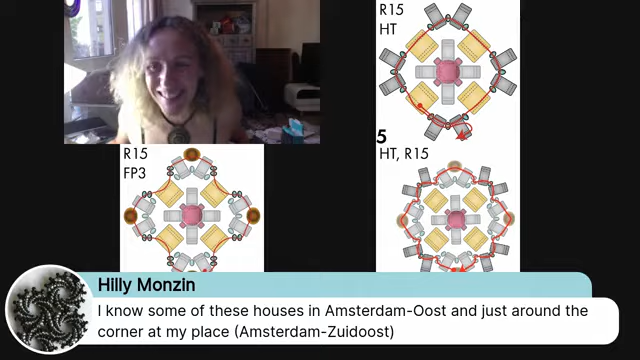 R15
HT
R15
FP3
5
HT, R15
Hilly Monzin
I know some of these houses in Amsterdam-Oost and just around the
corner at my place (Amsterdam-Zuidoost)